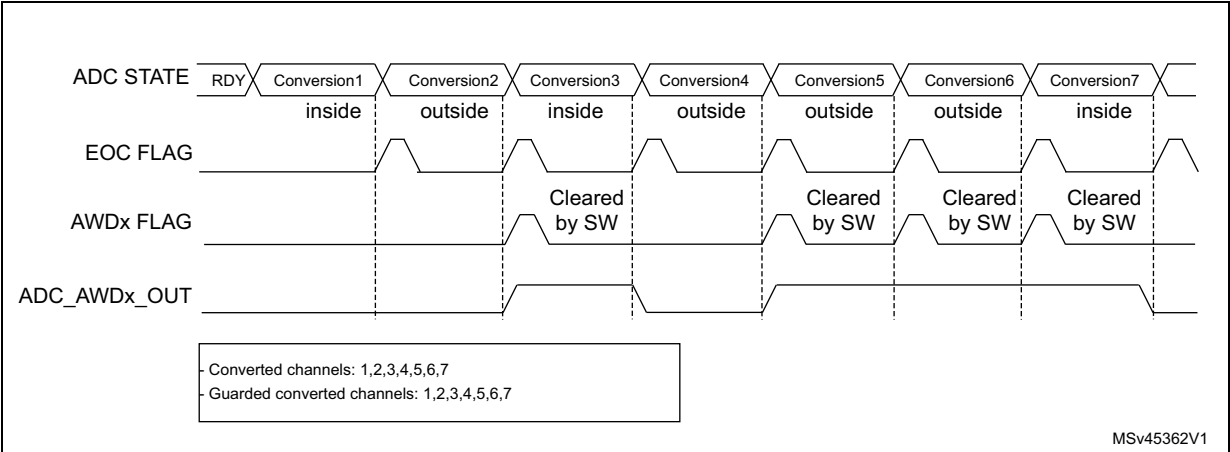 ADC STATE RDY Conversion1 Conversion2 Conversion3 Conversion4 Conversion5 Conversion6 Conversion7
inside outside inside outside outside outside inside
EOC FLAG
Cleared by SW Cleared by SW Cleared by SW Cleared by SW
AWDx FLAG
ADC_AWDx_OUT
- Converted channels: 1,2,3,4,5,6,7
- Guarded converted channels: 1,2,3,4,5,6,7
MSv45362V1